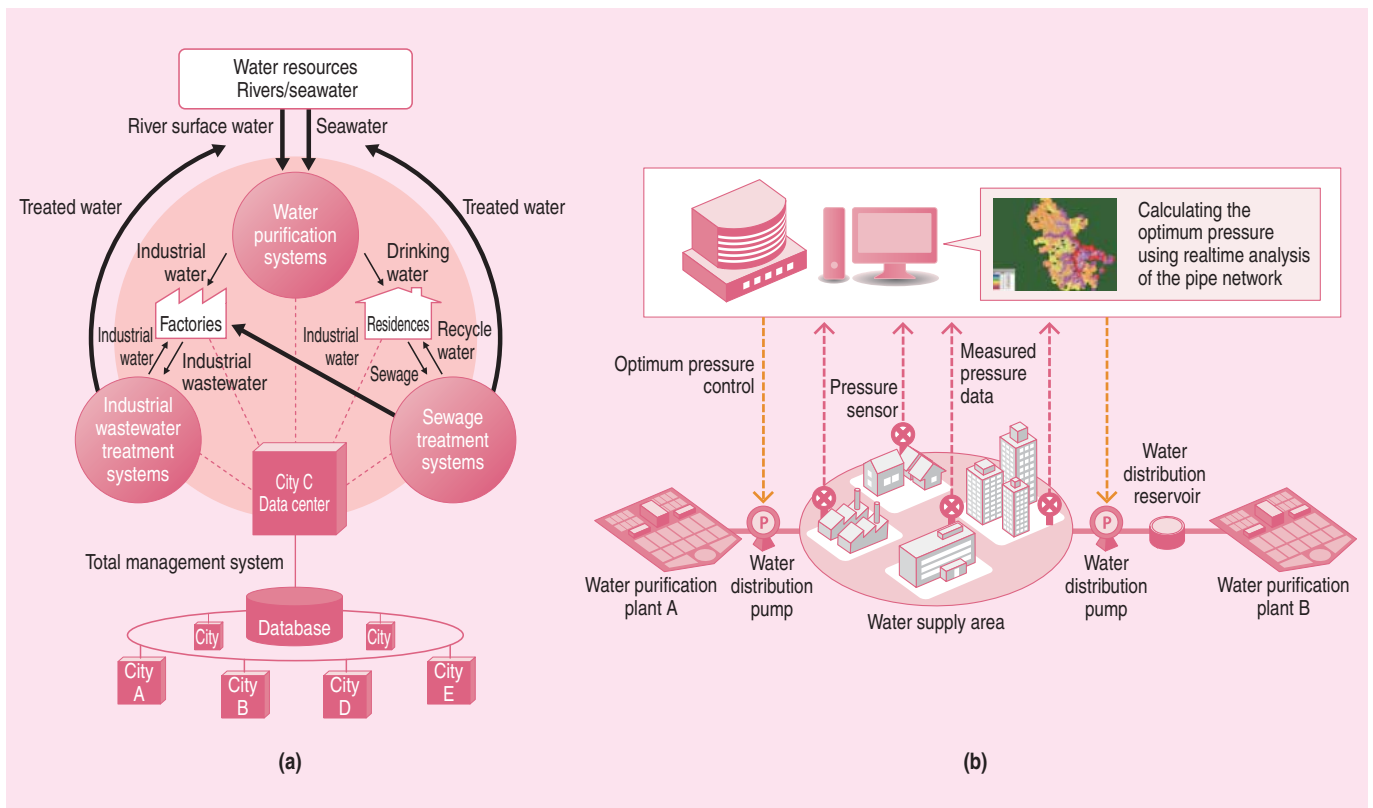 Water resources
Rivers/seawater
River surface water
Seawater
Treated water
Treated water
Water
purification
systems
Industrial
water
Drinking
water
Factories
Residences
Industrial
water
Industrial
wastewater
Industrial
water
Sewage
Recycle
water
Industrial
wastewater
treatment
systems
Sewage
treatment
systems
City C
Data center
Total management system
Database
City
City
City
A
City
B
City
D
City
E
(a)
Calculating the
optimum pressure
using realtime analysis
of the pipe network
Optimum pressure
control
Pressure
sensor
Measured
pressure
data
Water
distribution
reservoir
P
P
Water purification
plant A
Water
distribution
pump
Water supply area
Water
distribution
pump
Water purification
plant B
(b)